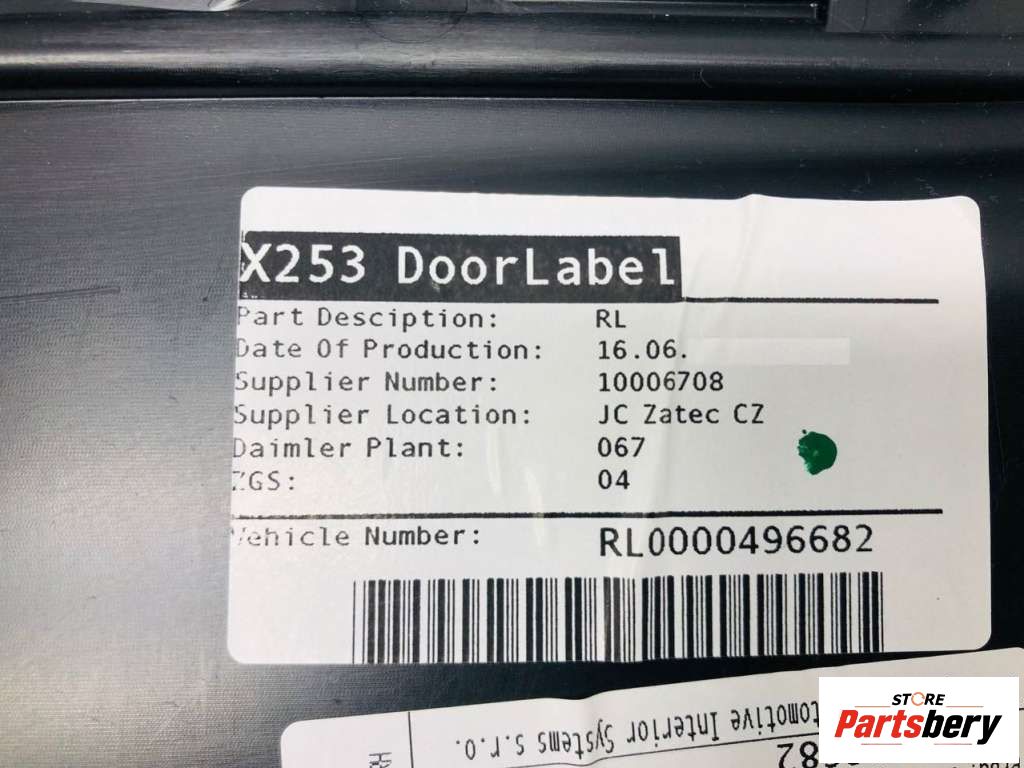 X253 DoorLabel
Part Desciption: RL
Date Of Production: 16.06.
Supplier Number: 10006708
Supplier Location: JC Zatec CZ
Daimler Plant: 067
ZGS: 04
Vehicle Number: RL0000496682
tomotive Interior Systems s.r.o.
STORE
Partsbery